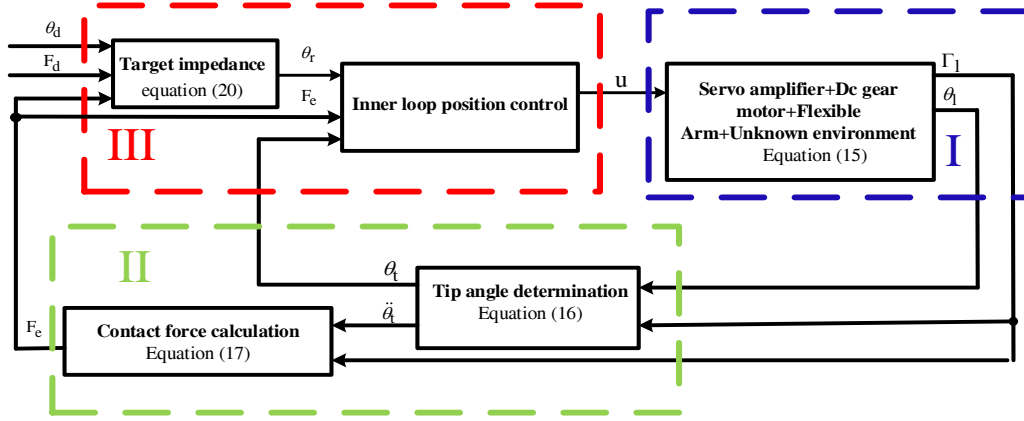 θd
Fd
Target impedance
equation (20)
θr
Fe
Inner loop position control
III
u
Servo amplifier+Dc gear
motor+Flexible
Arm+Unknown environment
Equation (15)
Γl
θl
I
II
θt
Tip angle determination
Equation (16)
θ̈t
Fe
Contact force calculation
Equation (17)